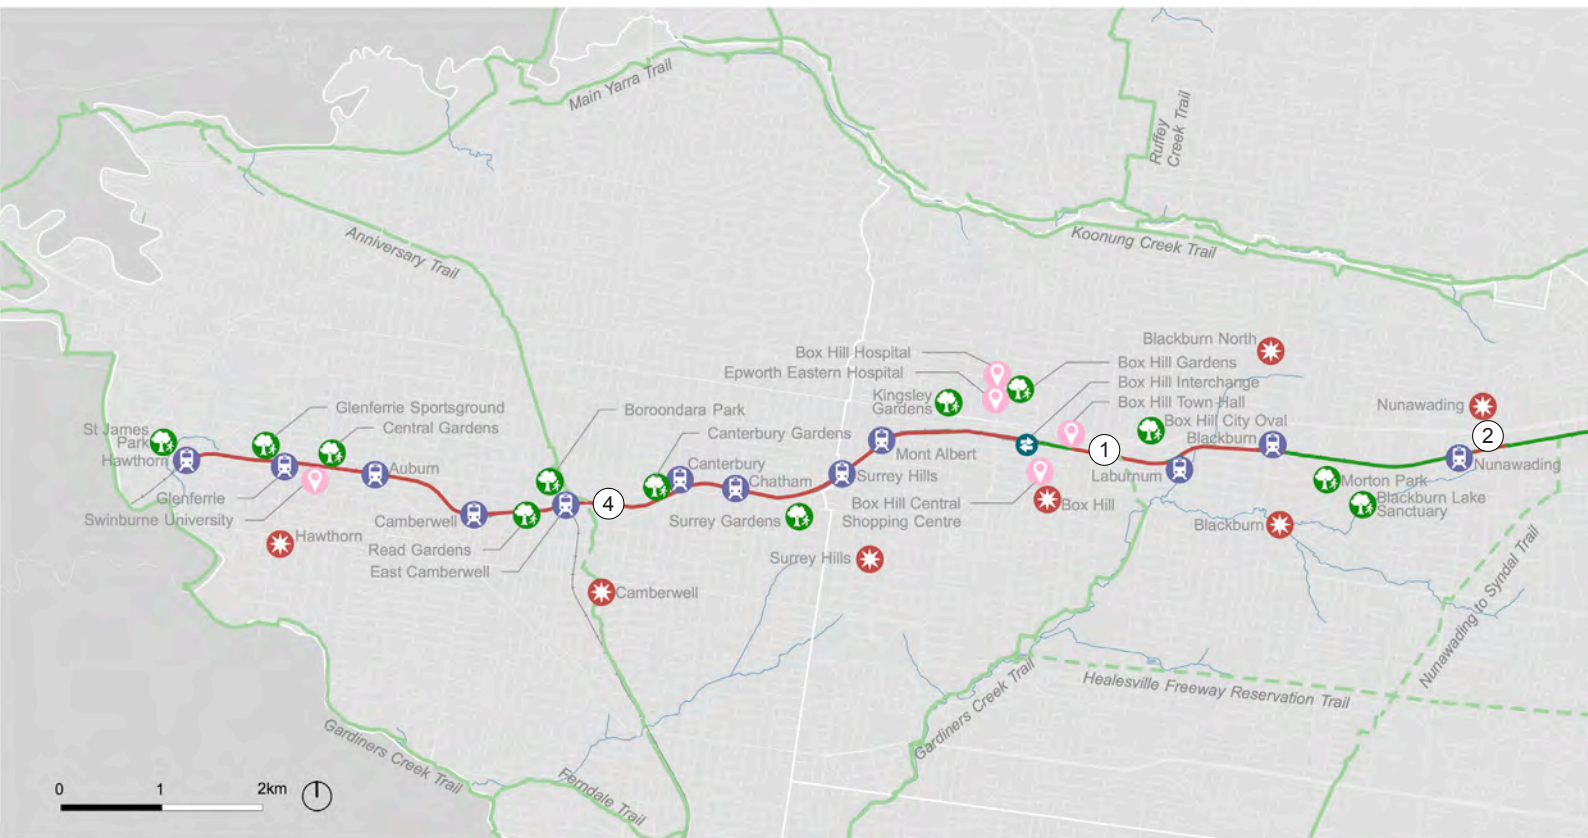 Main Yarra Trail
Ruffey
Creek Trail
Anniversary Trail
Koonung Creek Trail
Blackburn North
Box Hill Hospital
Epworth Eastern Hospital
Box Hill Gardens
Box Hill Interchange
Kingsley
Gardens
Box Hill Town Hall
Nunawading
Glenferrie Sportsground
Central Gardens
Boroondara Park
Canterbury Gardens
Box Hill City Oval
Blackburn
St James
Park
Hawthorn
Auburn
Canterbury
Chatham
Mont Albert
Surrey Hills
1
2
Laburnum
Nunawading
Morton Park
Blackburn Lake
Sanctuary
Glenferrie
Swinburne University
Camberwell
4
Surrey Gardens
Box Hill Central
Shopping Centre
Box Hill
Blackburn
Hawthorn
Read Gardens
East Camberwell
Surrey Hills
Camberwell
Nunawading to Syndal Trail
Healesville Freeway Reservation Trail
Gardiners Creek Trail
Gardiners Creek Trail
Ferndale Trail
0 1 2km